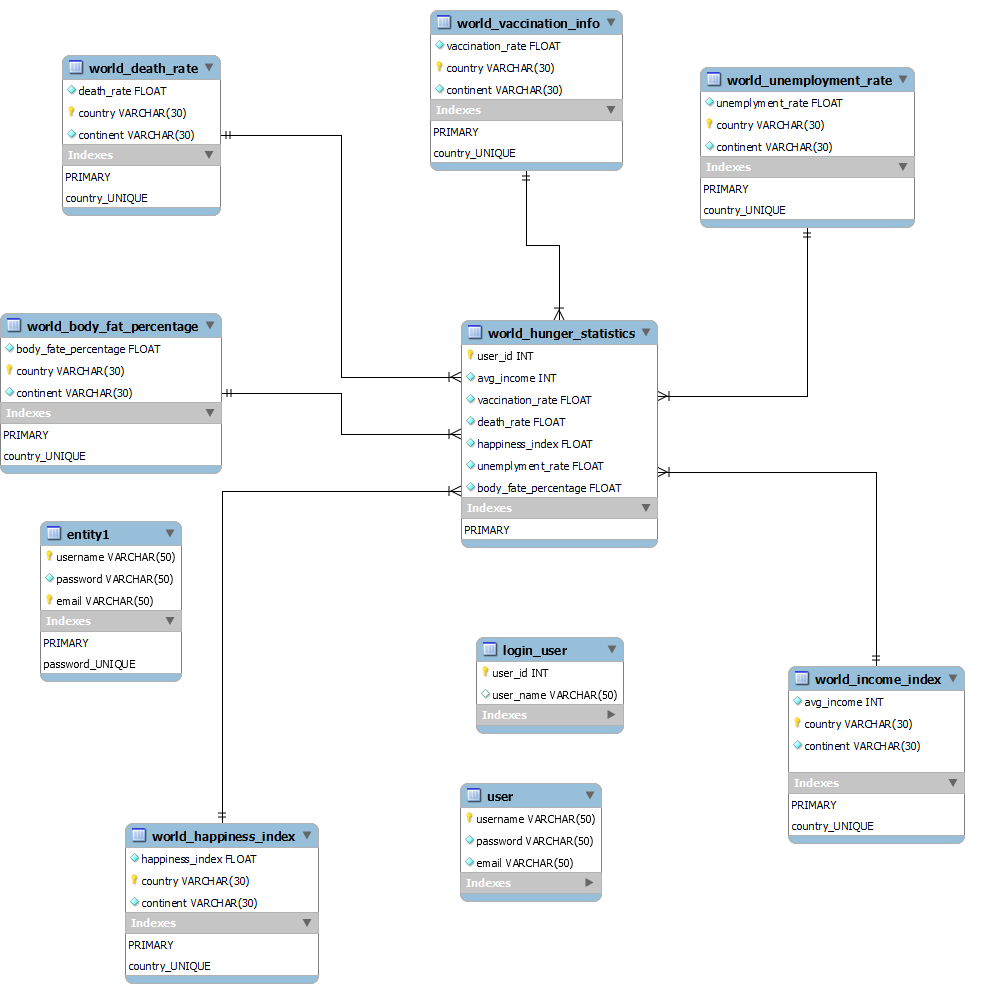 world_vaccination_info
vaccination_rate FLOAT
country VARCHAR(30)
continent VARCHAR(30)
Indexes
PRIMARY
country_UNIQUE
world_death_rate
death_rate FLOAT
country VARCHAR(30)
continent VARCHAR(30)
Indexes
PRIMARY
country_UNIQUE
world_unemployment_rate
unemplyment_rate FLOAT
country VARCHAR(30)
continent VARCHAR(30)
Indexes
PRIMARY
country_UNIQUE
world_body_fat_percentage
body_fate_percentage FLOAT
country VARCHAR(30)
continent VARCHAR(30)
Indexes
PRIMARY
country_UNIQUE
world_hunger_statistics
user_id INT
avg_income INT
vaccination_rate FLOAT
death_rate FLOAT
happiness_index FLOAT
unemplyment_rate FLOAT
body_fate_percentage FLOAT
Indexes
PRIMARY
entity1
username VARCHAR(50)
password VARCHAR(50)
email VARCHAR(50)
Indexes
PRIMARY
password_UNIQUE
login_user
user_id INT
user_name VARCHAR(50)
Indexes
world_income_index
avg_income INT
country VARCHAR(30)
continent VARCHAR(30)
Indexes
PRIMARY
country_UNIQUE
user
username VARCHAR(50)
password VARCHAR(50)
email VARCHAR(50)
Indexes
world_happiness_index
happiness_index FLOAT
country VARCHAR(30)
continent VARCHAR(30)
Indexes
PRIMARY
country_UNIQUE